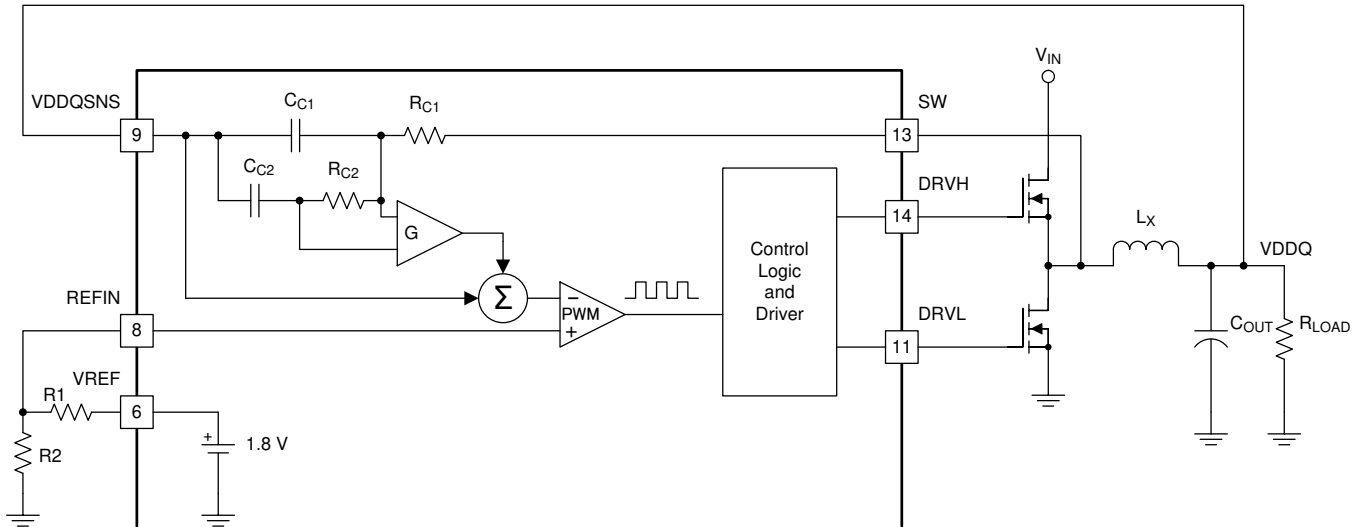 VIN
VDDQSNS
CC1
RC1
SW
9
13
CC2
RC2
DRVH
14
G
Control
Logic
and
Driver
LX
VDDQ
REFIN
Σ
–
PWM
+
DRVL
8
11
COUT
RLOAD
VREF
R1
6
R2
+
1.8 V